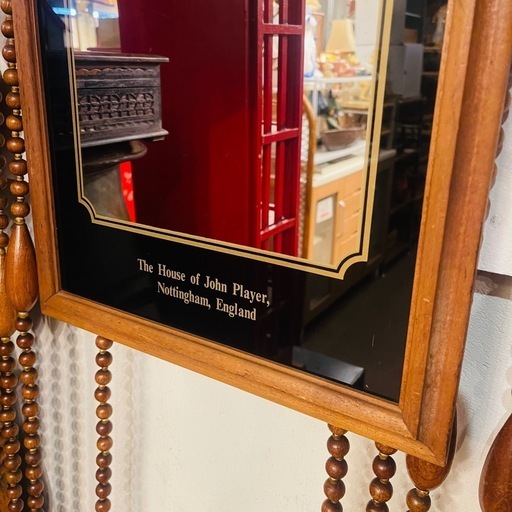 The House of John Player,
Nottingham, England